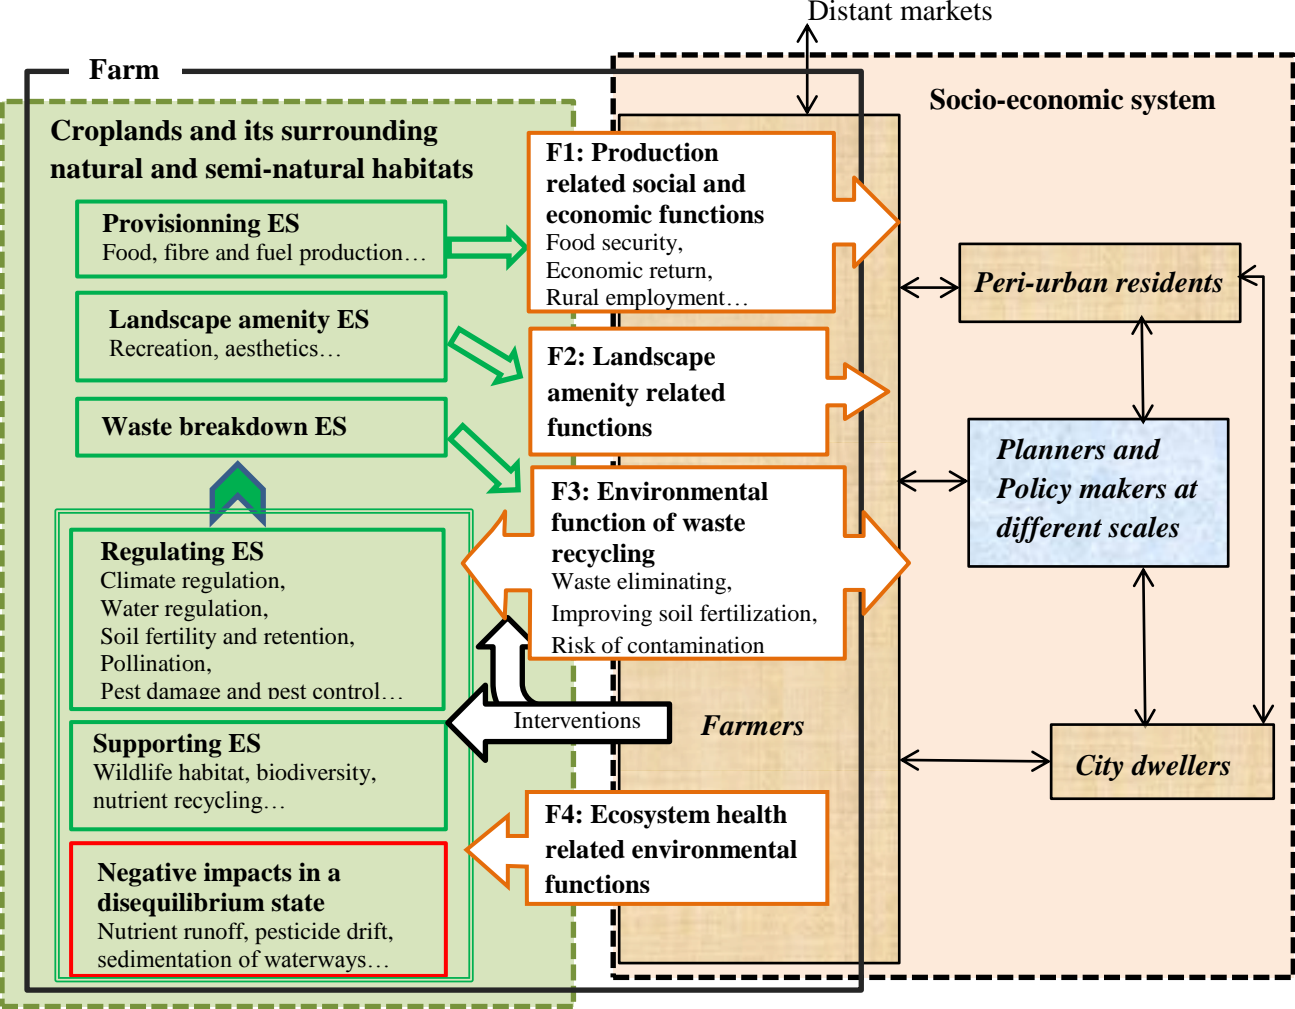 Distant markets
Farm
Socio-economic system
Croplands and its surrounding
natural and semi-natural habitats
Provisionning ES
Food, fibre and fuel production…
Landscape amenity ES
Recreation, aesthetics…
Waste breakdown ES
Regulating ES
Climate regulation,
Water regulation,
Soil fertility and retention,
Pollination,
Pest damage and pest control…
Supporting ES
Wildlife habitat, biodiversity,
nutrient recycling…
Negative impacts in a
disequilibrium state
Nutrient runoff, pesticide drift,
sedimentation of waterways…
F1: Production
related social and
economic functions
Food security,
Economic return,
Rural employment…
F2: Landscape
amenity related
functions
F3: Environmental
function of waste
recycling
Waste eliminating,
Improving soil fertilization,
Risk of contamination
Interventions
Farmers
F4: Ecosystem health
related environmental
functions
Peri-urban residents
Planners and
Policy makers at
different scales
City dwellers